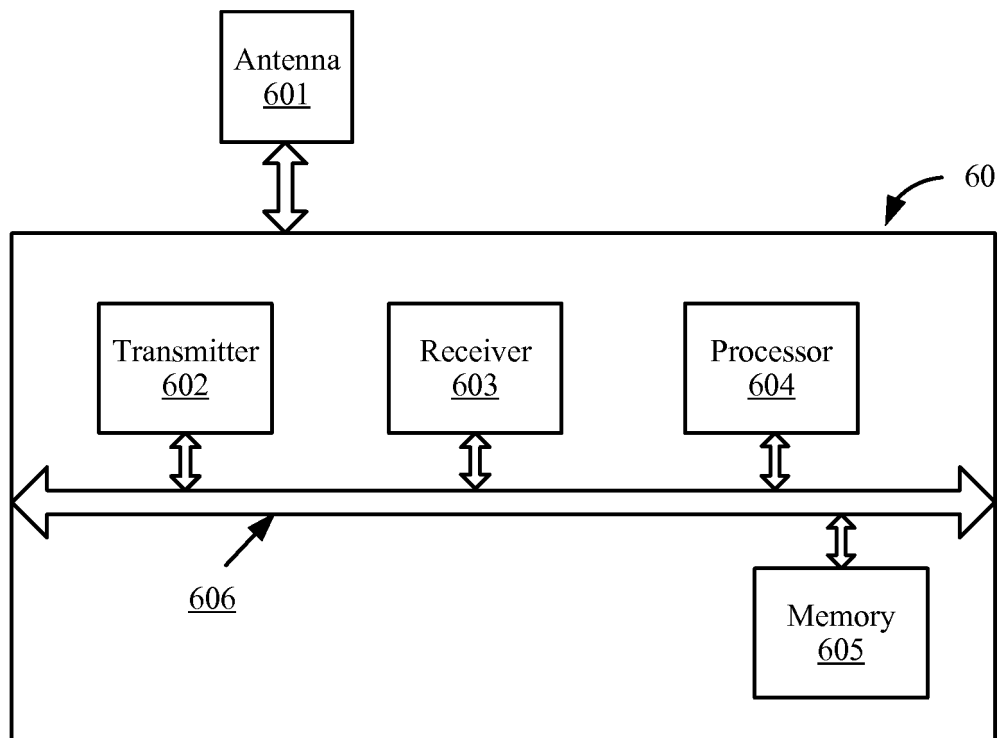 Antenna
601
60
Transmitter
602
Receiver
603
Processor
604
606
Memory
605